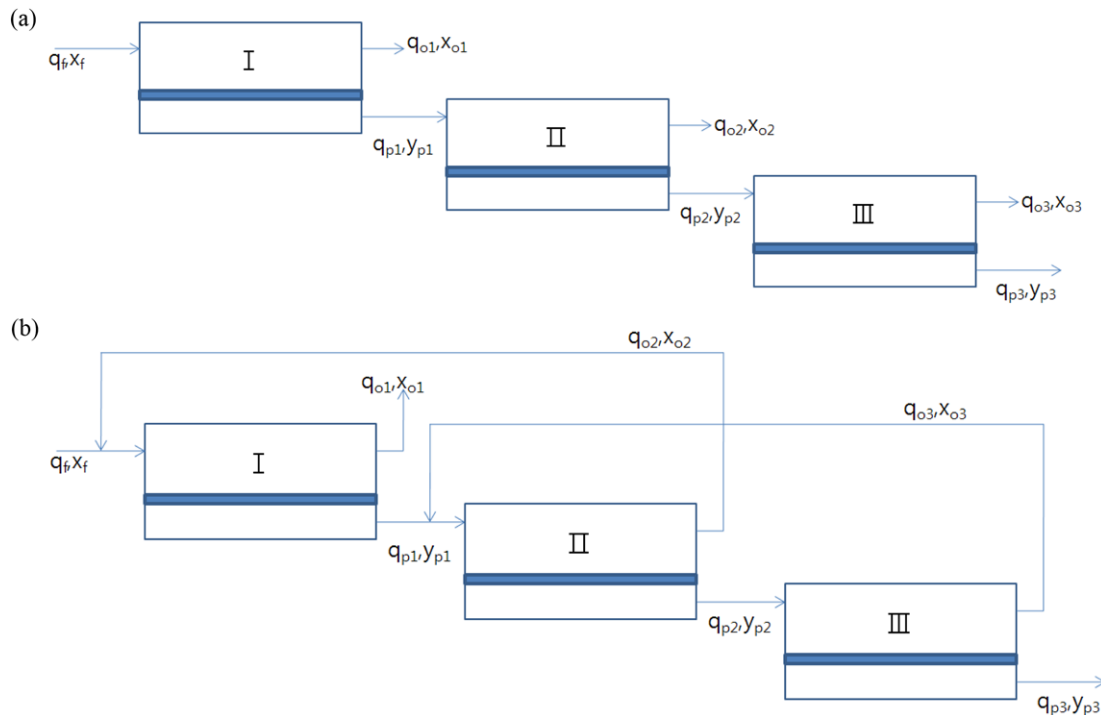 (a)
qf,xf
I
qo1,xo1
qp1,yp1
II
qo2,xo2
qp2,yp2
III
qo3,xo3
qp3,yp3
(b)
qo2,xo2
qo1,xo1
qo3,xo3
qf,xf
I
qp1,yp1
II
qp2,yp2
III
qp3,yp3